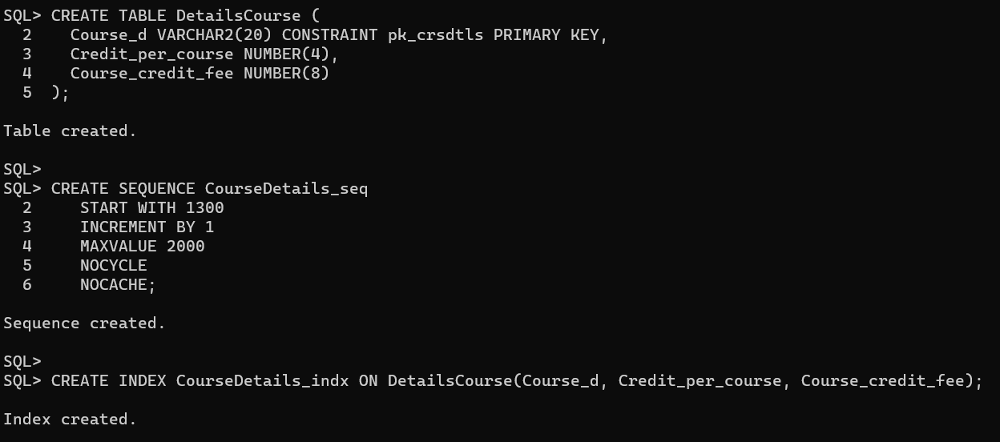 SQL> CREATE TABLE DetailsCourse (
  2    Course_d VARCHAR2(20) CONSTRAINT pk_crsdtls PRIMARY KEY,
  3    Credit_per_course NUMBER(4),
  4    Course_credit_fee NUMBER(8)
  5  );

Table created.

SQL>
SQL> CREATE SEQUENCE CourseDetails_seq
  2     START WITH 1300
  3     INCREMENT BY 1
  4     MAXVALUE 2000
  5     NOCYCLE
  6     NOCACHE;

Sequence created.

SQL>
SQL> CREATE INDEX CourseDetails_indx ON DetailsCourse(Course_d, Credit_per_course, Course_credit_fee);

Index created.